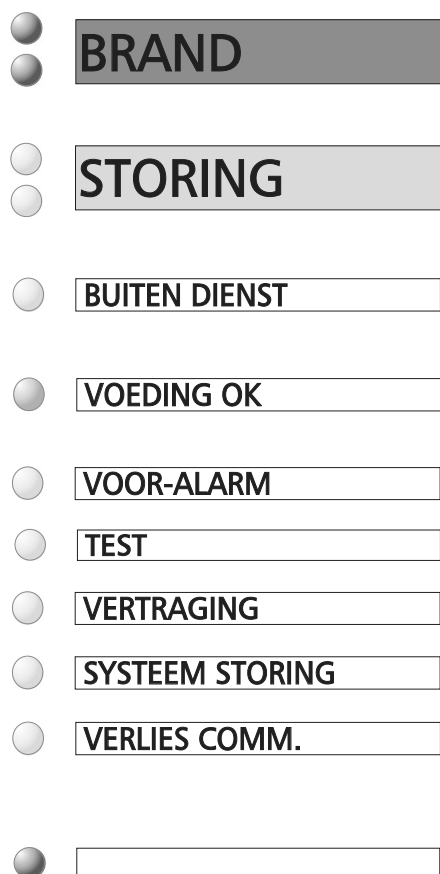 BRAND
STORING
BUITEN DIENST
VOEDING OK
VOOR-ALARM
TEST
VERTRAGING
SYSTEEM STORING
VERLIES COMM.